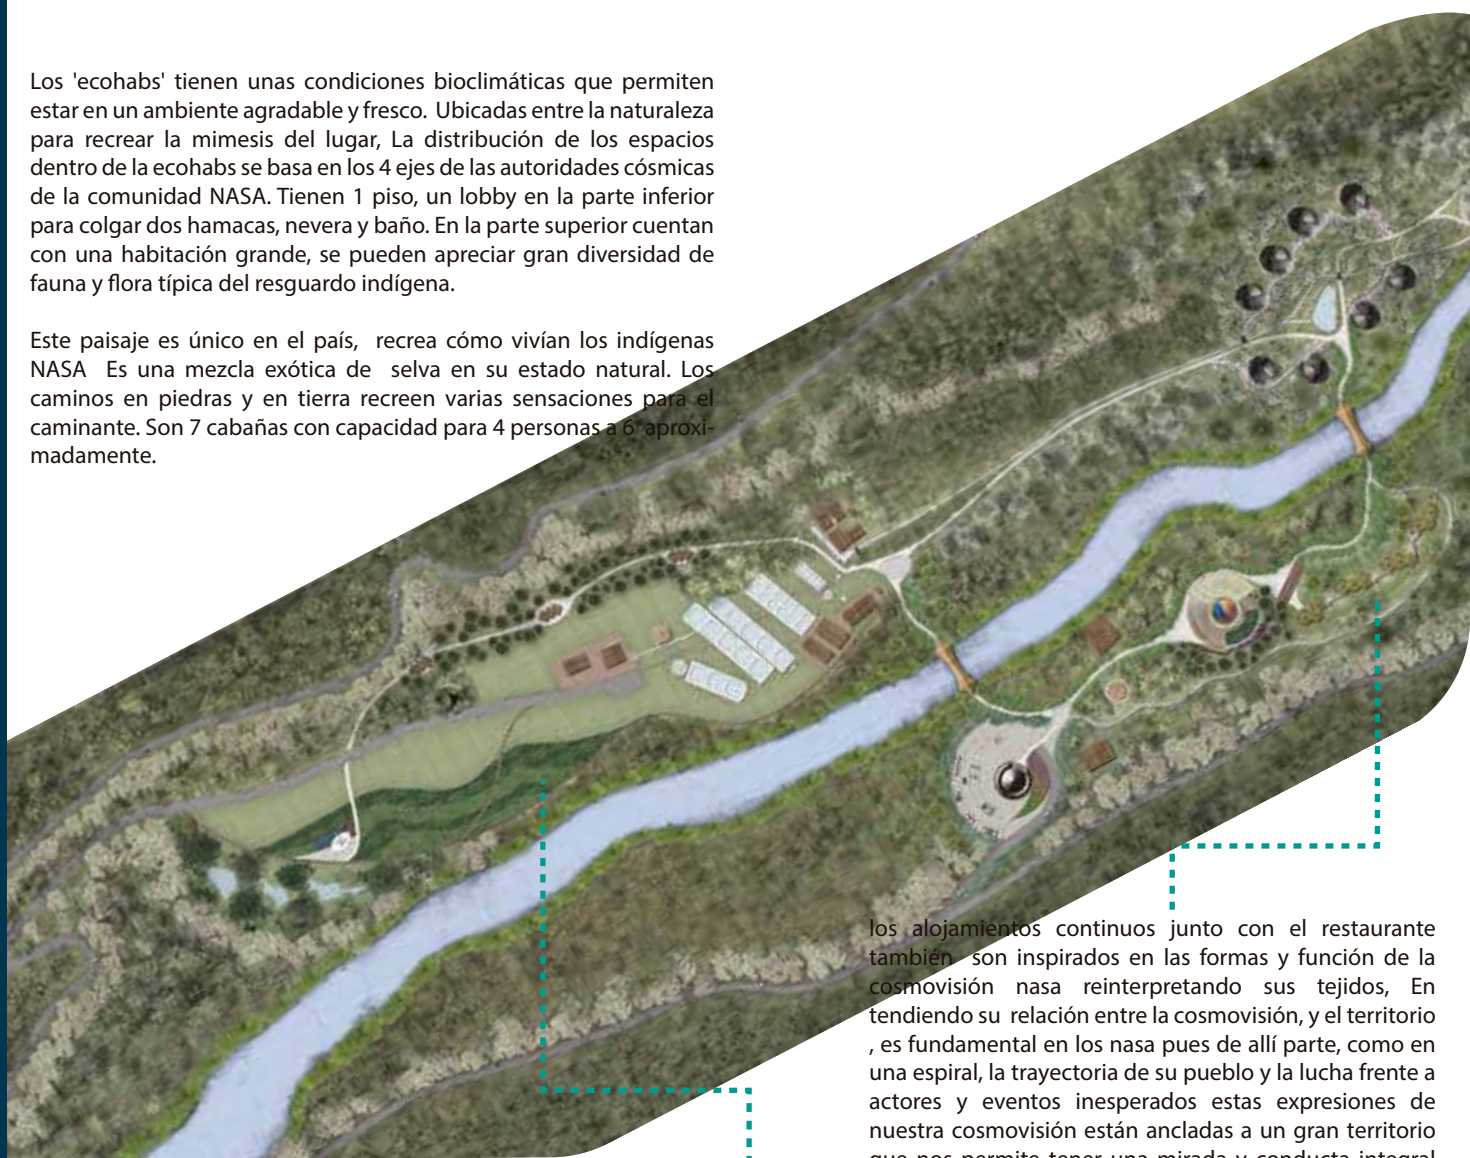 Los 'ecohabs' tienen unas condiciones bioclimáticas que permiten
estar en un ambiente agradable y fresco. Ubicadas entre la naturaleza
para recrear la mimesis del lugar, La distribución de los espacios
dentro de la ecohabs se basa en los 4 ejes de las autoridades cósmicas
de la comunidad NASA. Tienen 1 piso, un lobby en la parte inferior
para colgar dos hamacas, nevera y baño. En la parte superior cuentan
con una habitación grande, se pueden apreciar gran diversidad de
fauna y flora típica del resguardo indígena.
Este paisaje es único en el país, recrea cómo vivían los indígenas
NASA Es una mezcla exótica de selva en su estado natural. Los
caminos en piedras y en tierra recreen varias sensaciones para el
caminante. Son 7 cabañas con capacidad para 4 personas a 6 aproxi-
madamente.
los alojamientos continuos junto con el restaurante
también son inspirados en las formas y función de la
cosmovisión nasa reinterpretando sus tejidos, En
tendiendo su relación entre la cosmovisión, y el territorio
, es fundamental en los nasa pues de allí parte, como en
una espiral, la trayectoria de su pueblo y la lucha frente a
actores y eventos inesperados estas expresiones de
nuestra cosmovisión están ancladas a un gran territorio
que nos permite tener una mirada y conducta integral